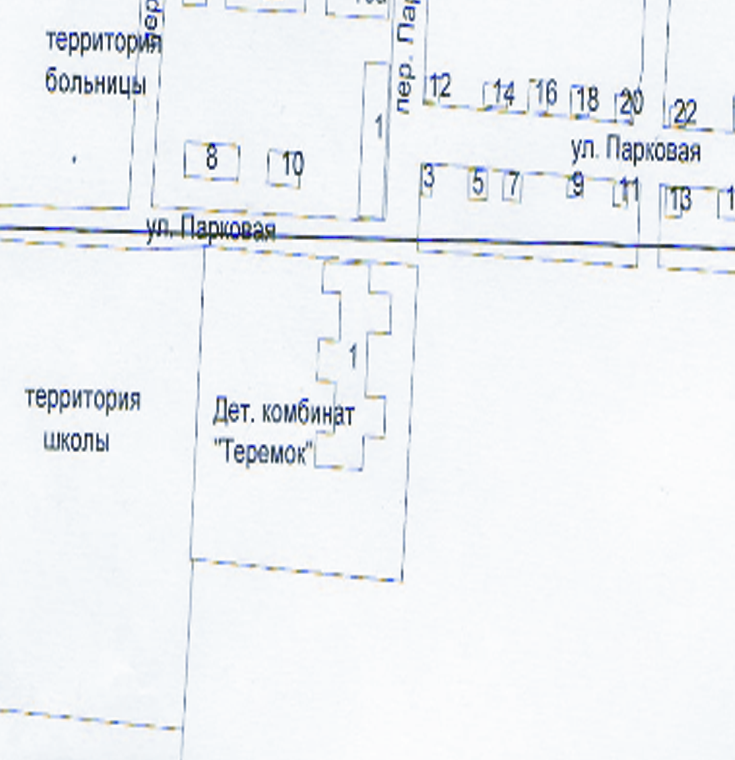 территория
больницы
пер. Пар
12
14
16
18
20
22
1
8
10
ул. Парковая
3
5
7
9
11
13
1
ул. Парковая
1
территория
школы
Дет. комбинат
"Теремок"